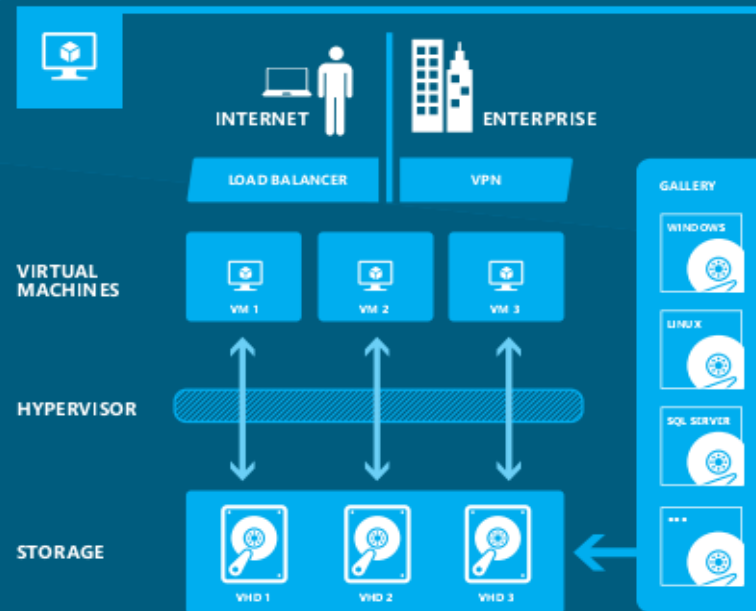 INTERNET
ENTERPRISE
LOAD BALANCER
VPN
GALLERY
WINDOWS
VIRTUAL
MACHINES
VM 1
VM 2
VM 3
LINUX
HYPERVISOR
SQL SERVER
...
STORAGE
VHD 1
VHD 2
VHD 3